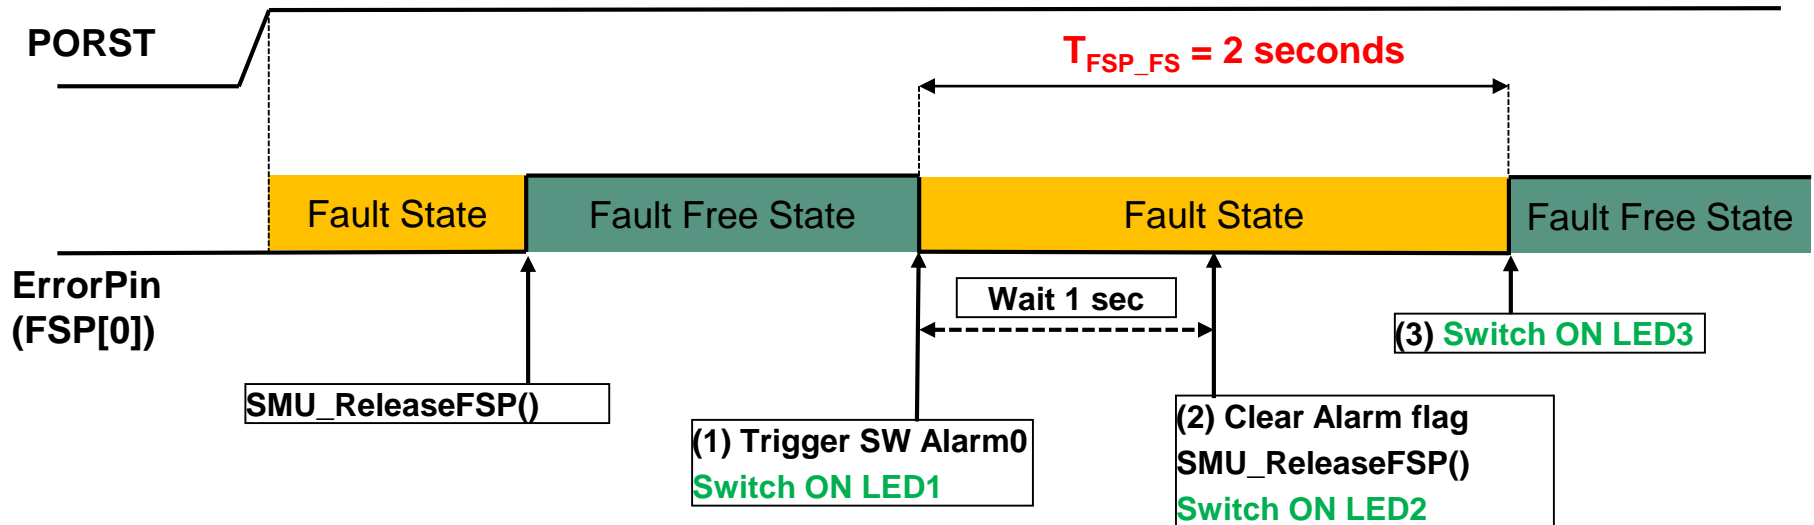 PORST
T_FSP_FS = 2 seconds
Fault State
Fault Free State
Fault State
Fault Free State
ErrorPin
(FSP[0])
Wait 1 sec
(3) Switch ON LED3
SMU_ReleaseFSP()
(1) Trigger SW Alarm0
Switch ON LED1
(2) Clear Alarm flag
SMU_ReleaseFSP()
Switch ON LED2